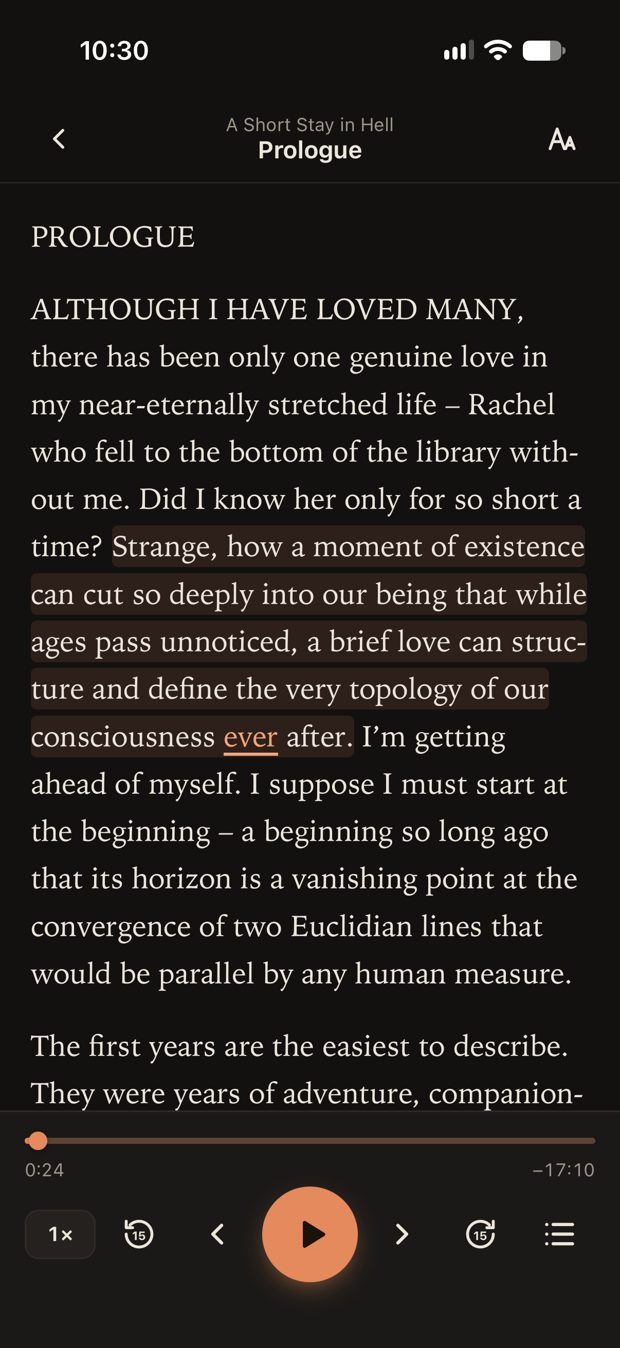 10:30
A Short Stay in Hell
Prologue
AA
PROLOGUE
ALTHOUGH I HAVE LOVED MANY,
there has been only one genuine love in
my near-eternally stretched life – Rachel
who fell to the bottom of the library with-
out me. Did I know her only for so short a
time? Strange, how a moment of existence
can cut so deeply into our being that while
ages pass unnoticed, a brief love can struc-
ture and define the very topology of our
consciousness ever after. I’m getting
ahead of myself. I suppose I must start at
the beginning – a beginning so long ago
that its horizon is a vanishing point at the
convergence of two Euclidian lines that
would be parallel by any human measure.
The first years are the easiest to describe.
They were years of adventure, companion-
0:24
−17:10
1×
15
15